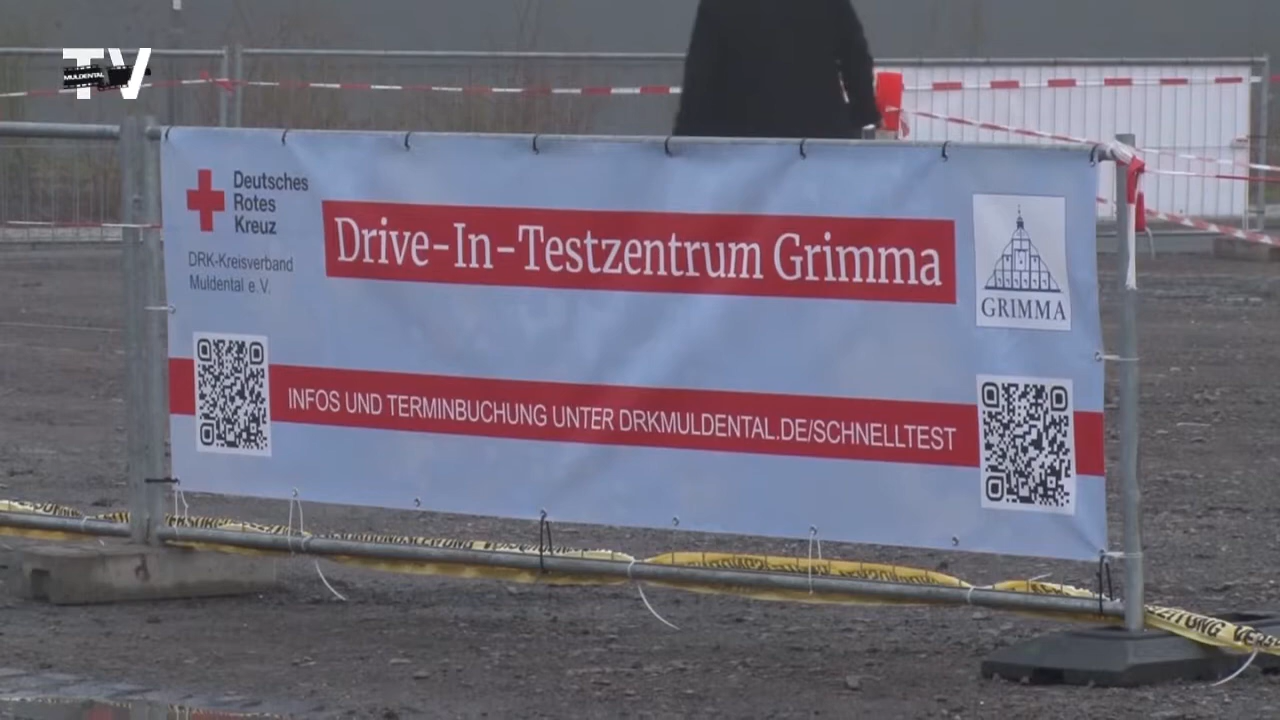 TV
MULDENTAL
Deutsches
Rotes
Kreuz
DRK-Kreisverband
Muldental e.V.
Drive-In-Testzentrum Grimma
GRIMMA
INFOS UND TERMINBUCHUNG UNTER DRKMULDENTAL.DE/SCHNELLTEST